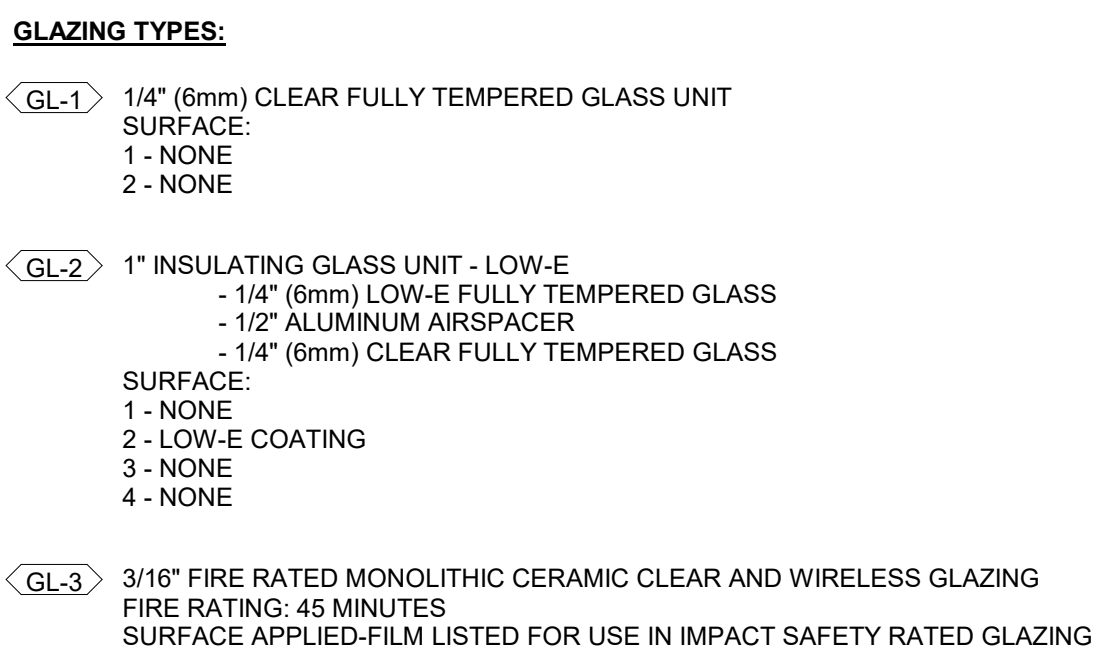 GLAZING TYPES:
GL-1 1/4" (6mm) CLEAR FULLY TEMPERED GLASS UNIT
SURFACE:
1 - NONE
2 - NONE
GL-2 1" INSULATING GLASS UNIT - LOW-E
- 1/4" (6mm) LOW-E FULLY TEMPERED GLASS
- 1/2" ALUMINUM AIRSPACER
- 1/4" (6mm) CLEAR FULLY TEMPERED GLASS
SURFACE:
1 - NONE
2 - LOW-E COATING
3 - NONE
4 - NONE
GL-3 3/16" FIRE RATED MONOLITHIC CERAMIC CLEAR AND WIRELESS GLAZING
FIRE RATING: 45 MINUTES
SURFACE APPLIED-FILM LISTED FOR USE IN IMPACT SAFETY RATED GLAZING